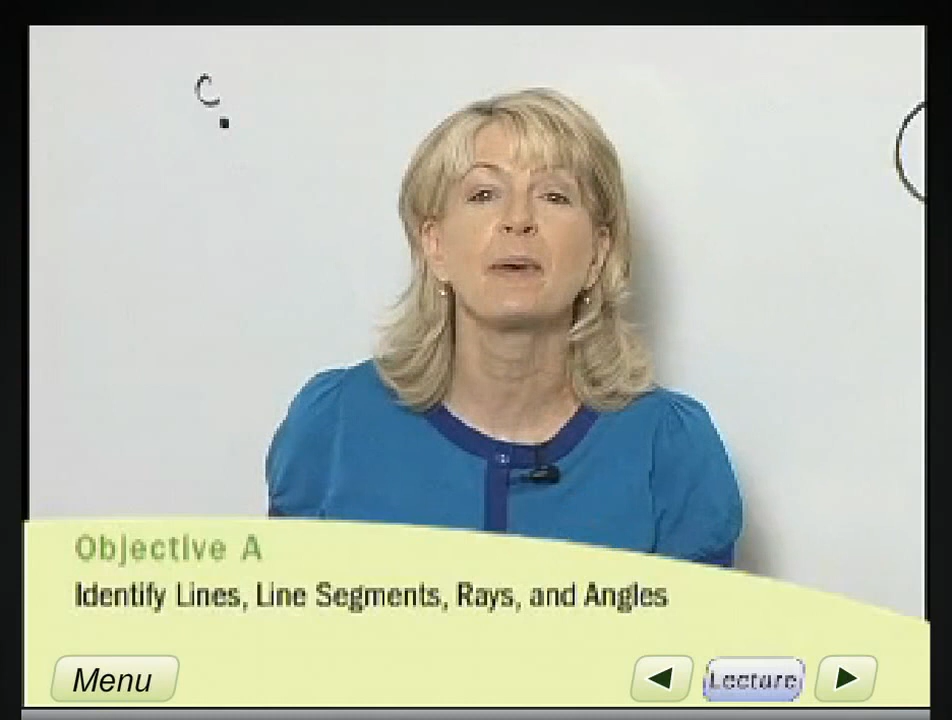 C
Objective A
Identify Lines, Line Segments, Rays, and Angles
Menu
Lecture